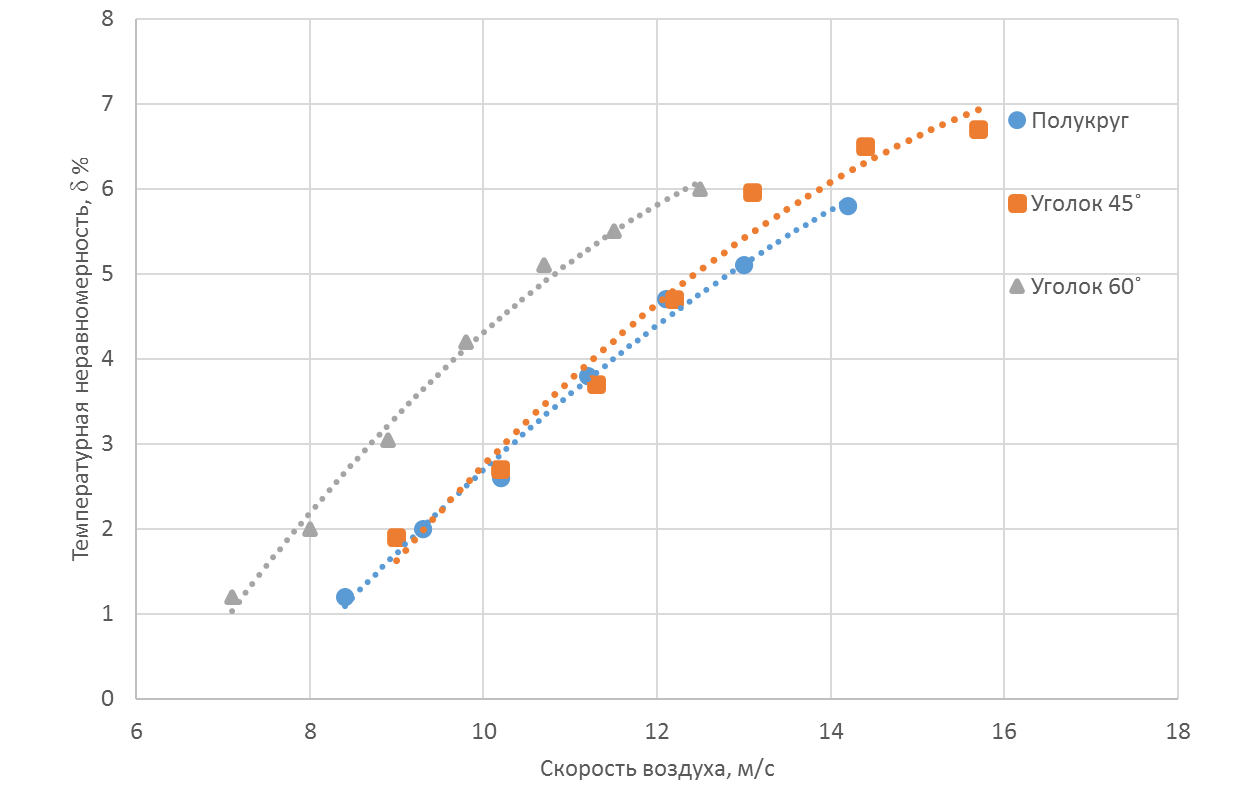 8
7
6
5
4
3
2
1
0
6 8 10 12 14 16 18
Температурная неравномерность, δ %
Скорость воздуха, м/с
Полукруг
Уголок 45˚
Уголок 60˚